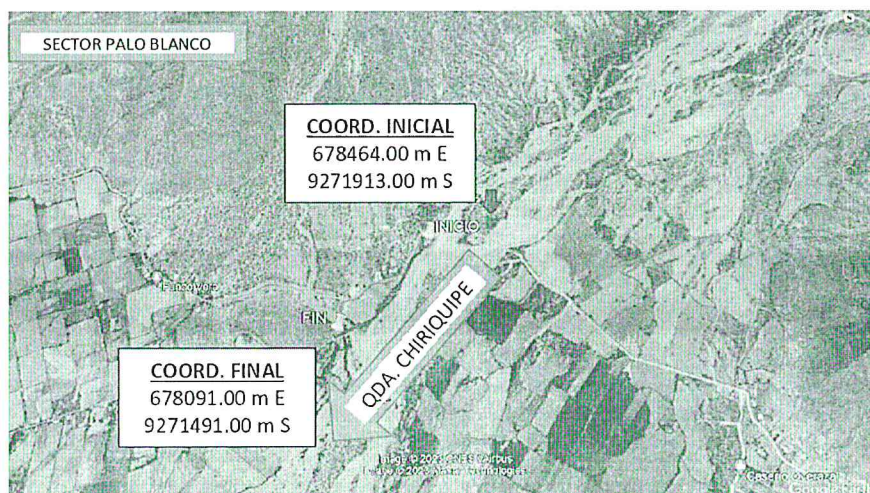 SECTOR PALO BLANCO
COORD. INICIAL
678464.00 m E
9271913.00 m S
INICIO
FIN
QDA. CHIRIQUIPE
COORD. FINAL
678091.00 m E
9271491.00 m S